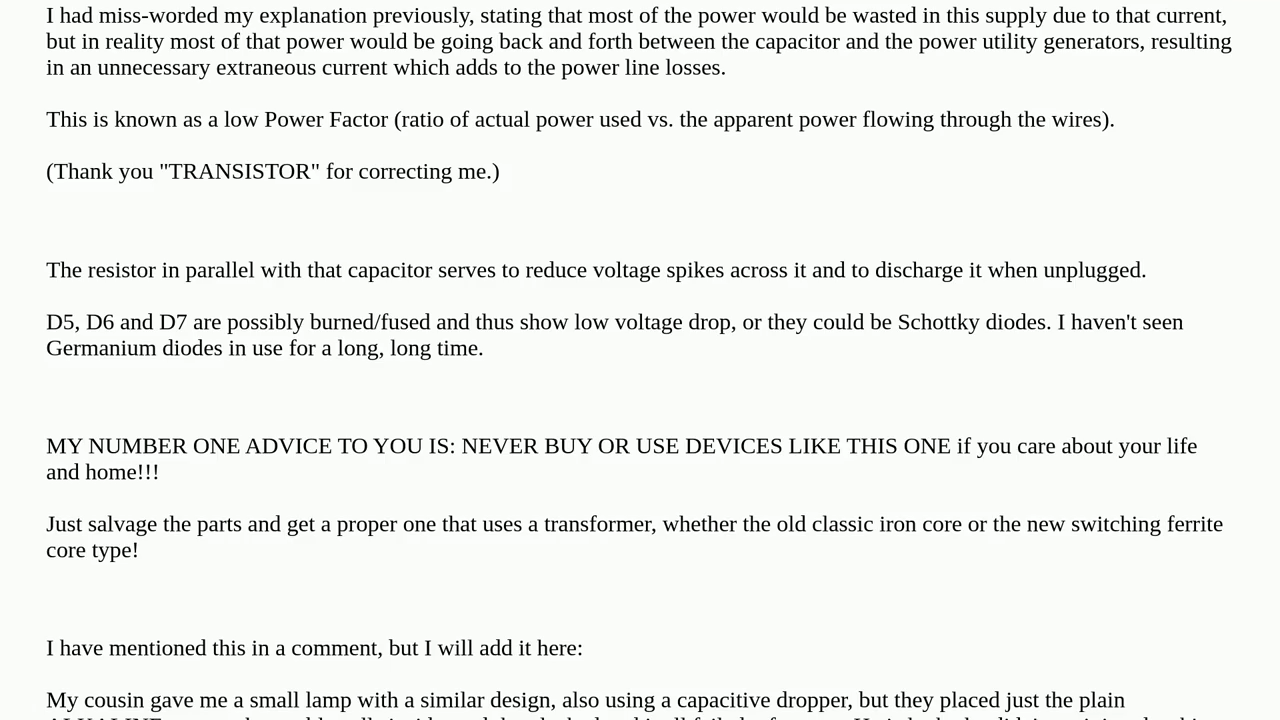 I had miss-worded my explanation previously, stating that most of the power would be wasted in this supply due to that current,
but in reality most of that power would be going back and forth between the capacitor and the power utility generators, resulting
in an unnecessary extraneous current which adds to the power line losses.
This is known as a low Power Factor (ratio of actual power used vs. the apparent power flowing through the wires).
(Thank you "TRANSISTOR" for correcting me.)
The resistor in parallel with that capacitor serves to reduce voltage spikes across it and to discharge it when unplugged.
D5, D6 and D7 are possibly burned/fused and thus show low voltage drop, or they could be Schottky diodes. I haven't seen
Germanium diodes in use for a long, long time.
MY NUMBER ONE ADVICE TO YOU IS: NEVER BUY OR USE DEVICES LIKE THIS ONE if you care about your life
and home!!!
Just salvage the parts and get a proper one that uses a transformer, whether the old classic iron core or the new switching ferrite
core type!
I have mentioned this in a comment, but I will add it here:
My cousin gave me a small lamp with a similar design, also using a capacitive dropper, but they placed just the plain